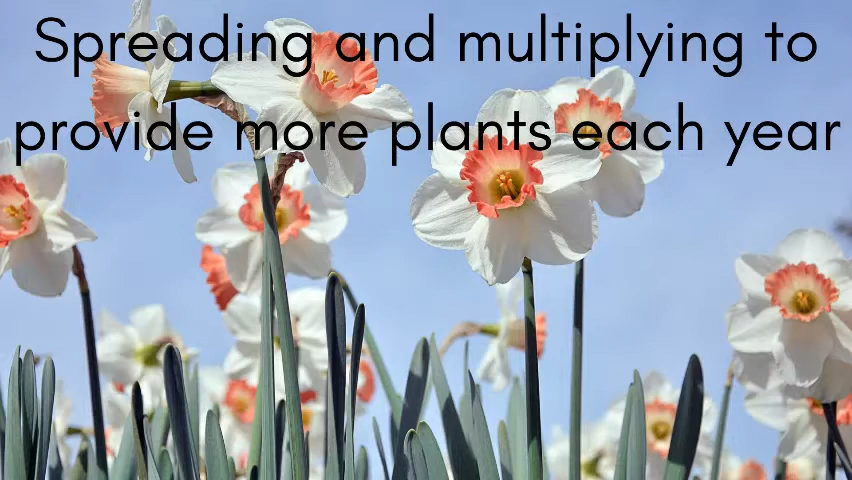 Spreading and multiplying to
provide more plants each year